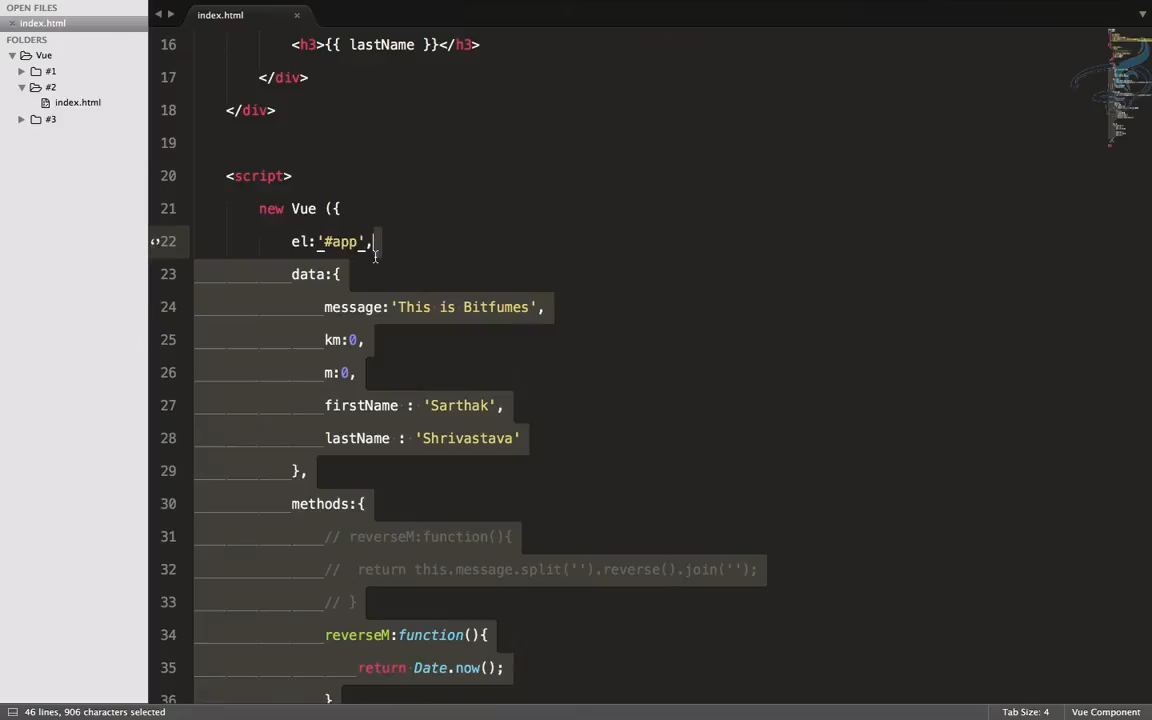 OPEN FILES
× index.html
FOLDERS
Vue
#1
#2
index.html
#3
index.html ×
16 <h3>{{ lastName }}</h3>
17 </div>
18 </div>
19
20 <script>
21 new Vue ({
22 el:'#app',
23 data:{
24 message:'This is Bitfumes',
25 km:0,
26 m:0,
27 firstName : 'Sarthak',
28 lastName : 'Shrivastava'
29 },
30 methods:{
31 // reverseM:function(){
32 //  return this.message.split('').reverse().join('');
33 // }
34 reverseM:function(){
35 return Date.now();
36 }
46 lines, 906 characters selected
Tab Size: 4
Vue Component